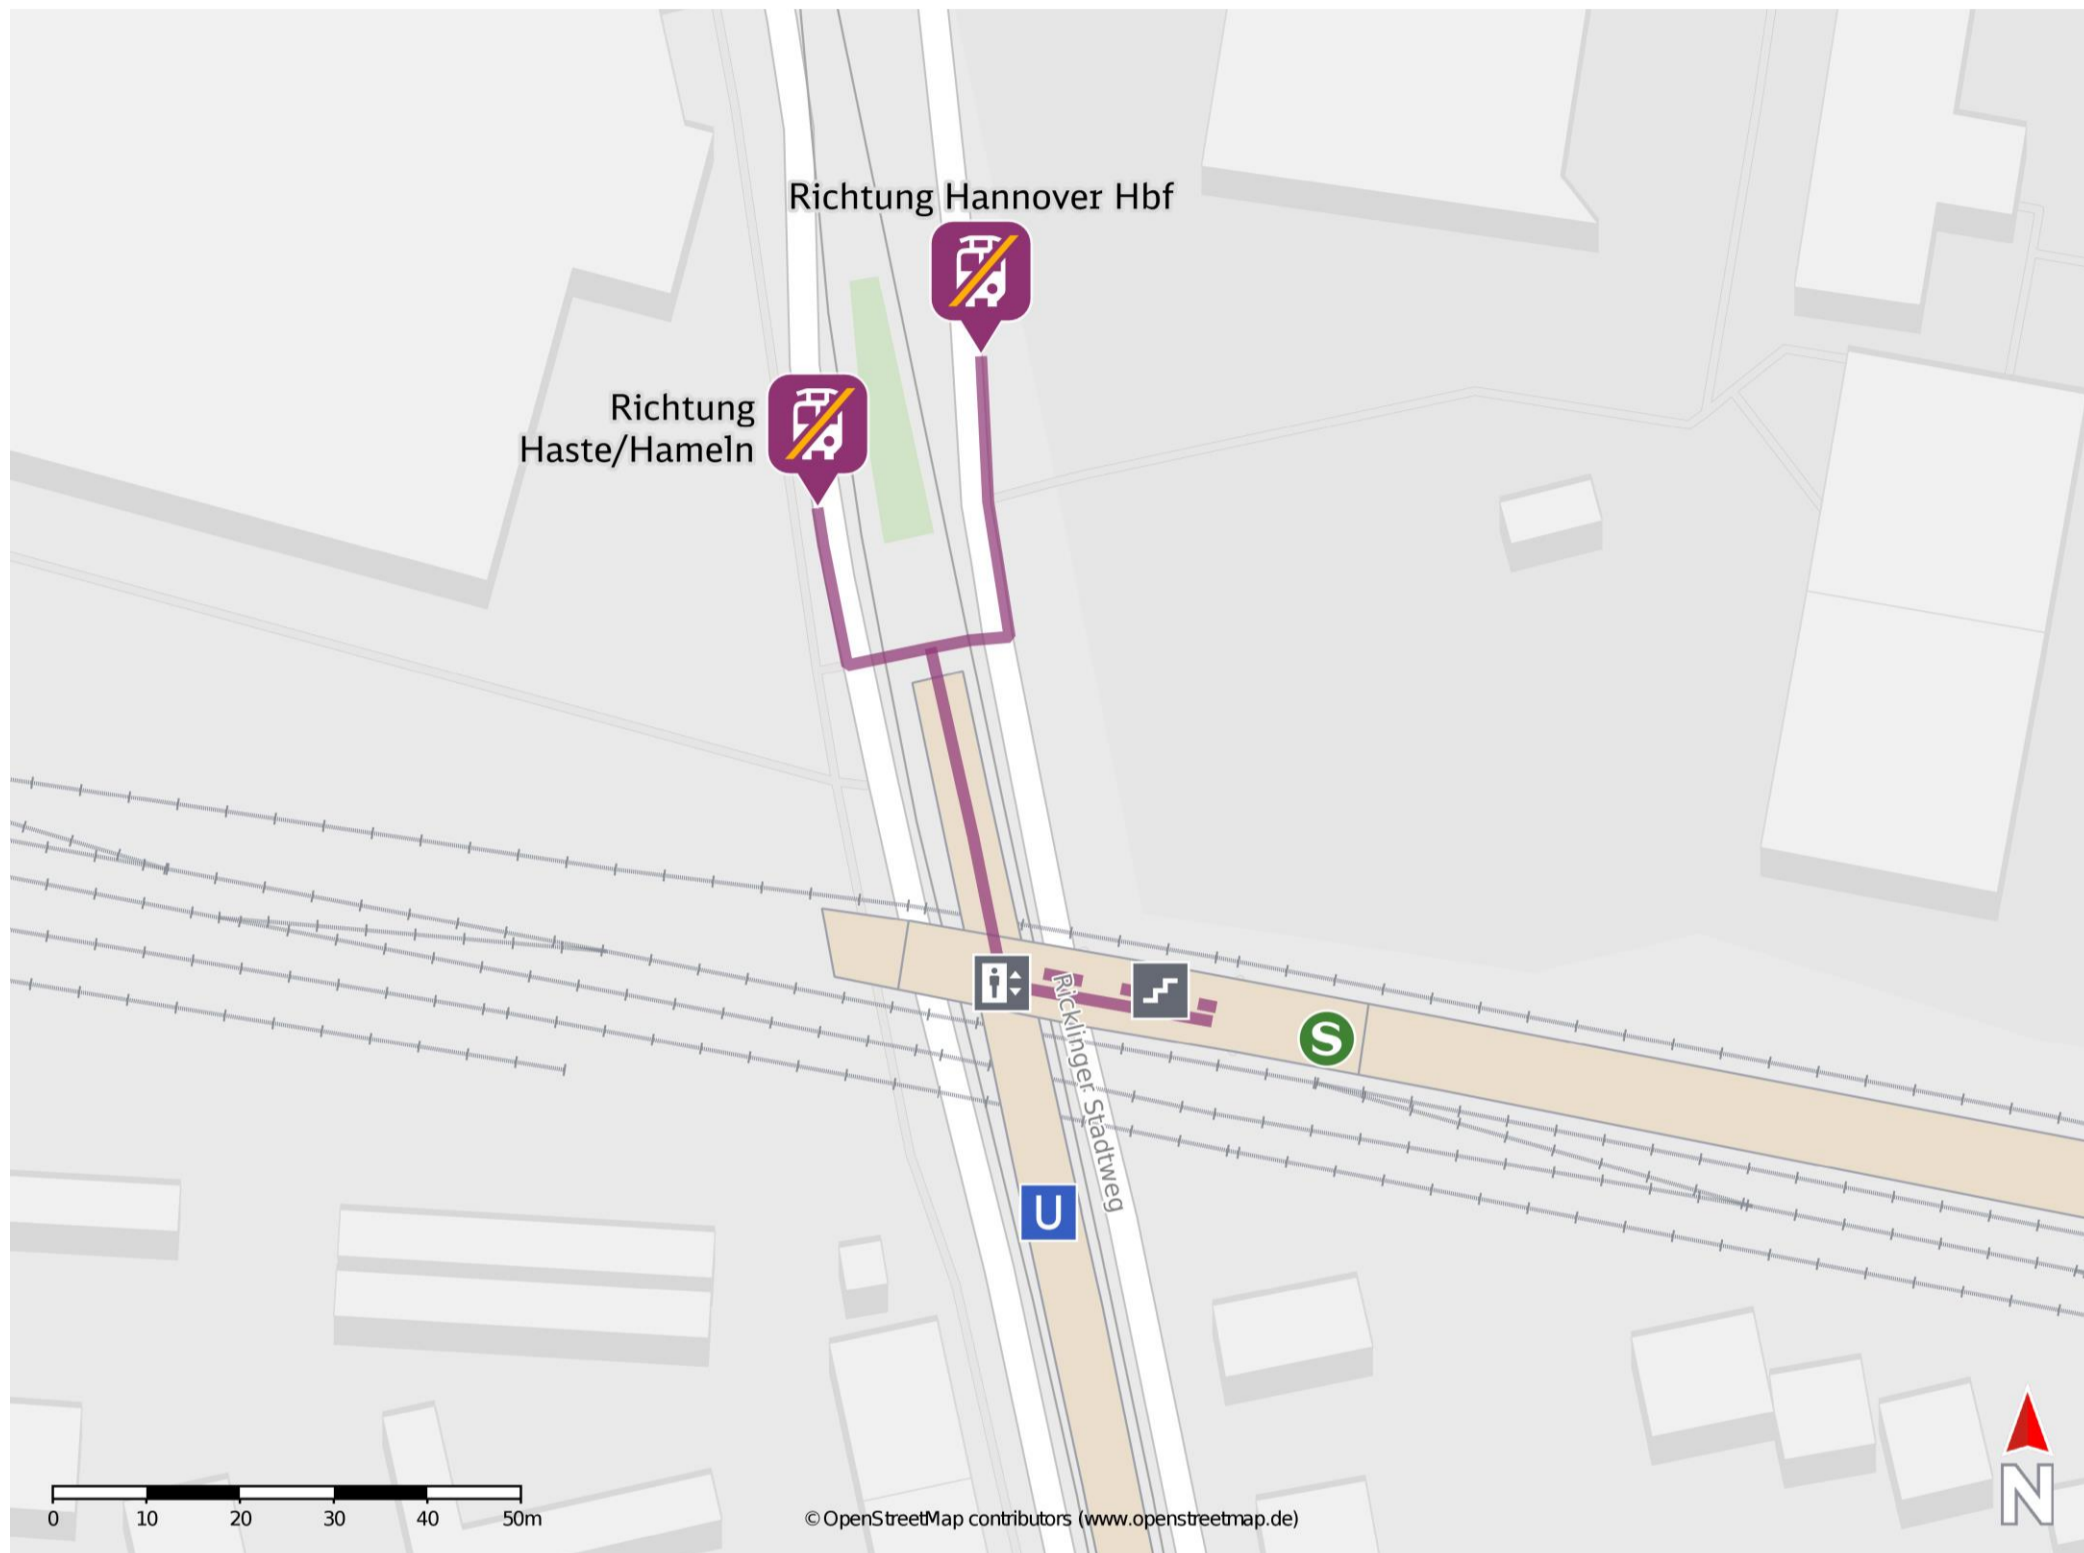 Richtung Hannover Hbf
Richtung
Haste/Hameln
Ricklinger Stadtweg
S
U
N
0 10 20 30 40 50m
© OpenStreetMap contributors (www.openstreetmap.de)